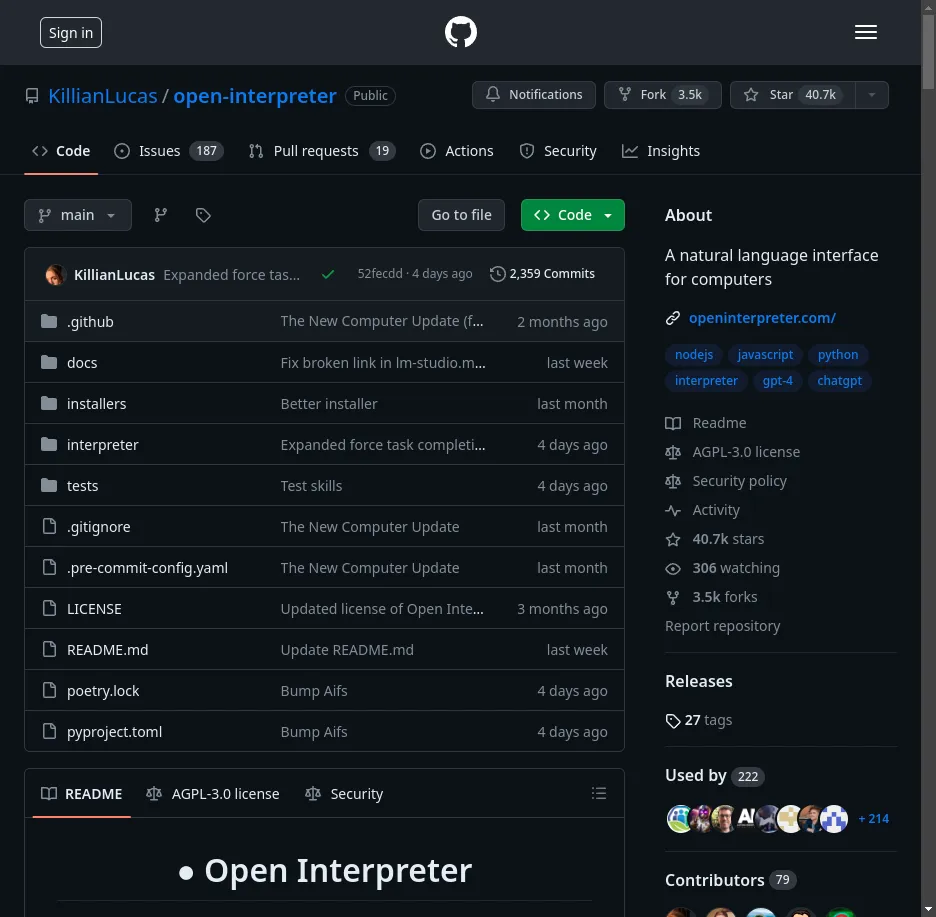 Sign in
KillianLucas / open-interpreter Public
Notifications Fork 3.5k Star 40.7k
Code Issues 187 Pull requests 19 Actions Security Insights
main Go to file Code
KillianLucas Expanded force tas... 52fecdd · 4 days ago 2,359 Commits
.github The New Computer Update (f... 2 months ago
docs Fix broken link in lm-studio.m... last week
installers Better installer last month
interpreter Expanded force task completi... 4 days ago
tests Test skills 4 days ago
.gitignore The New Computer Update last month
.pre-commit-config.yaml The New Computer Update last month
LICENSE Updated license of Open Inte... 3 months ago
README.md Update README.md last week
poetry.lock Bump Aifs 4 days ago
pyproject.toml Bump Aifs 4 days ago
README AGPL-3.0 license Security
● Open Interpreter
About
A natural language interface
for computers
openinterpreter.com/
nodejs javascript python
interpreter gpt-4 chatgpt
Readme
AGPL-3.0 license
Security policy
Activity
40.7k stars
306 watching
3.5k forks
Report repository
Releases
27 tags
Used by 222
AI
+ 214
Contributors 79